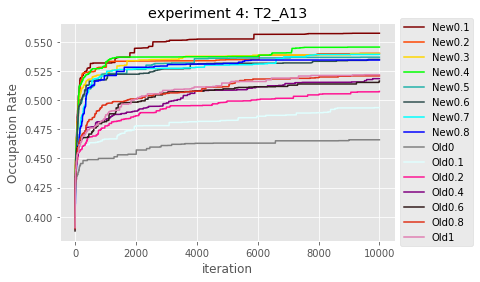 experiment 4: T2_A13
Occupation Rate
0.550
0.525
0.500
0.475
0.450
0.425
0.400
0 2000 4000 6000 8000 10000
iteration
New0.1
New0.2
New0.3
New0.4
New0.5
New0.6
New0.7
New0.8
Old0
Old0.1
Old0.2
Old0.4
Old0.6
Old0.8
Old1